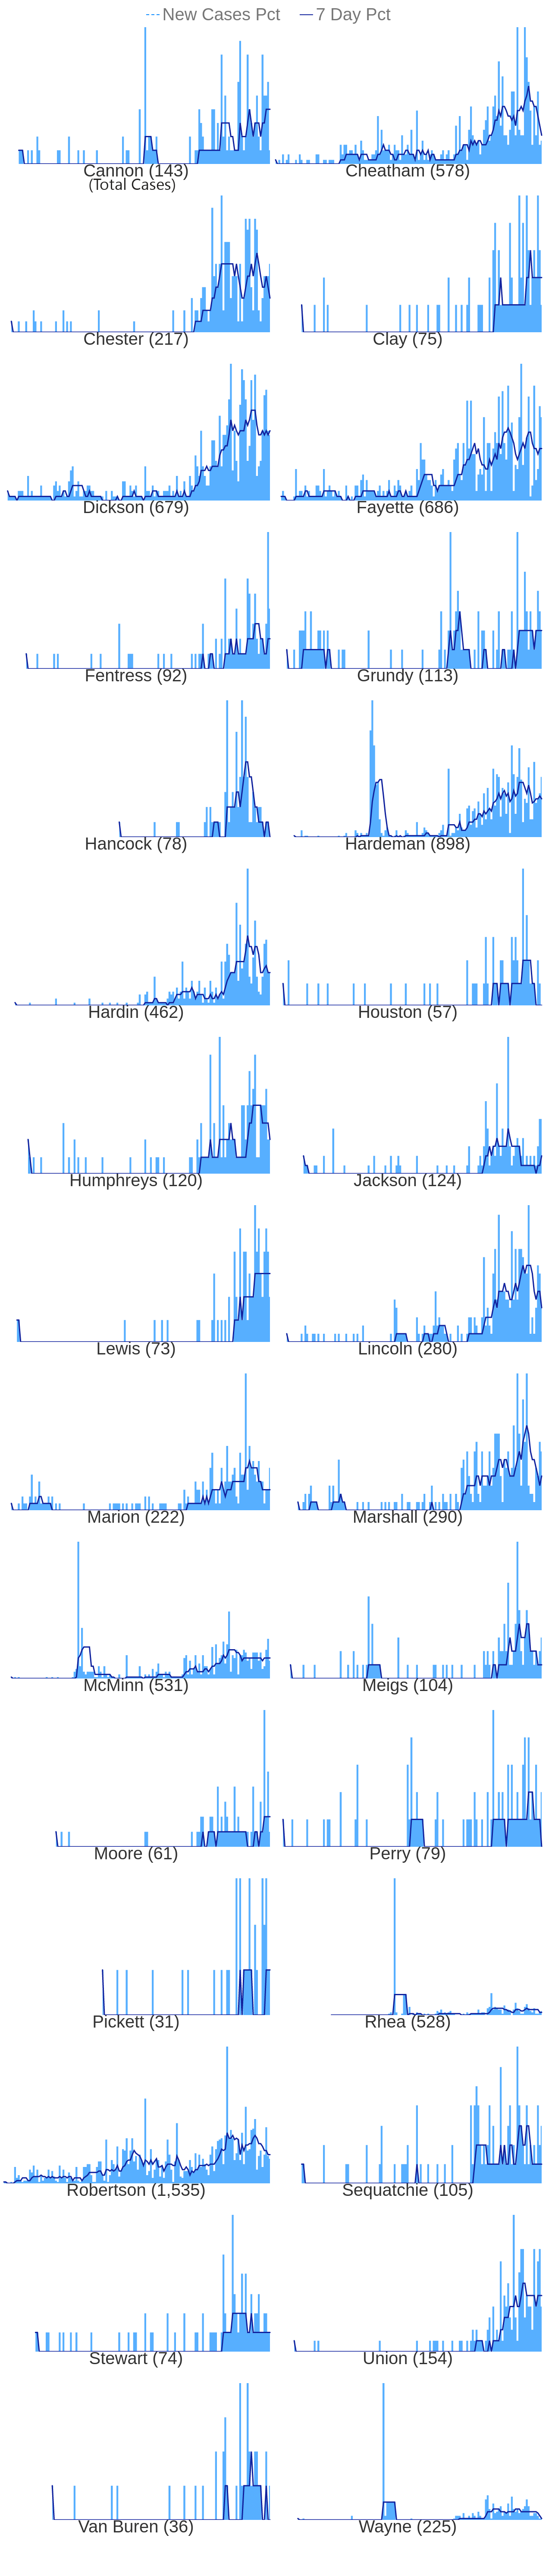 New Cases Pct 7 Day Pct
Cannon (143) Cheatham (578)
(Total Cases)
Chester (217) Clay (75)
Dickson (679) Fayette (686)
Fentress (92) Grundy (113)
Hancock (78) Hardeman (898)
Hardin (462) Houston (57)
Humphreys (120) Jackson (124)
Lewis (73) Lincoln (280)
Marion (222) Marshall (290)
McMinn (531) Meigs (104)
Moore (61) Perry (79)
Pickett (31) Rhea (528)
Robertson (1,535) Sequatchie (105)
Stewart (74) Union (154)
Van Buren (36) Wayne (225)